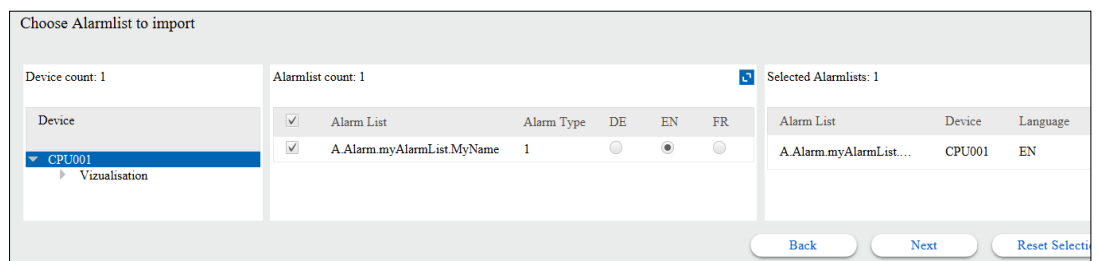 Choose Alarmlist to import
Device count: 1
Alarmlist count: 1
Selected Alarmlists: 1
Device
Alarm List Alarm Type DE EN FR
Alarm List Device Language
CPU001
Vizualisation
A.Alarm.myAlarmList.MyName 1
A.Alarm.myAlarmList.... CPU001 EN
Back Next Reset Selecti